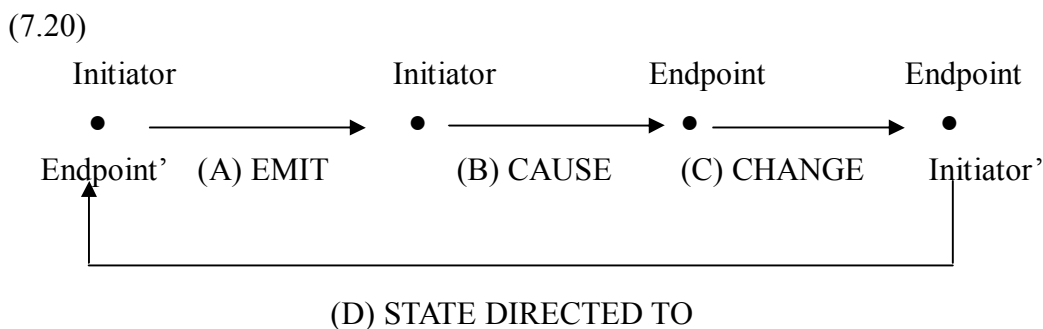 (7.20)
Initiator Initiator Endpoint Endpoint
Endpoint’ (A) EMIT (B) CAUSE (C) CHANGE Initiator’
(D) STATE DIRECTED TO